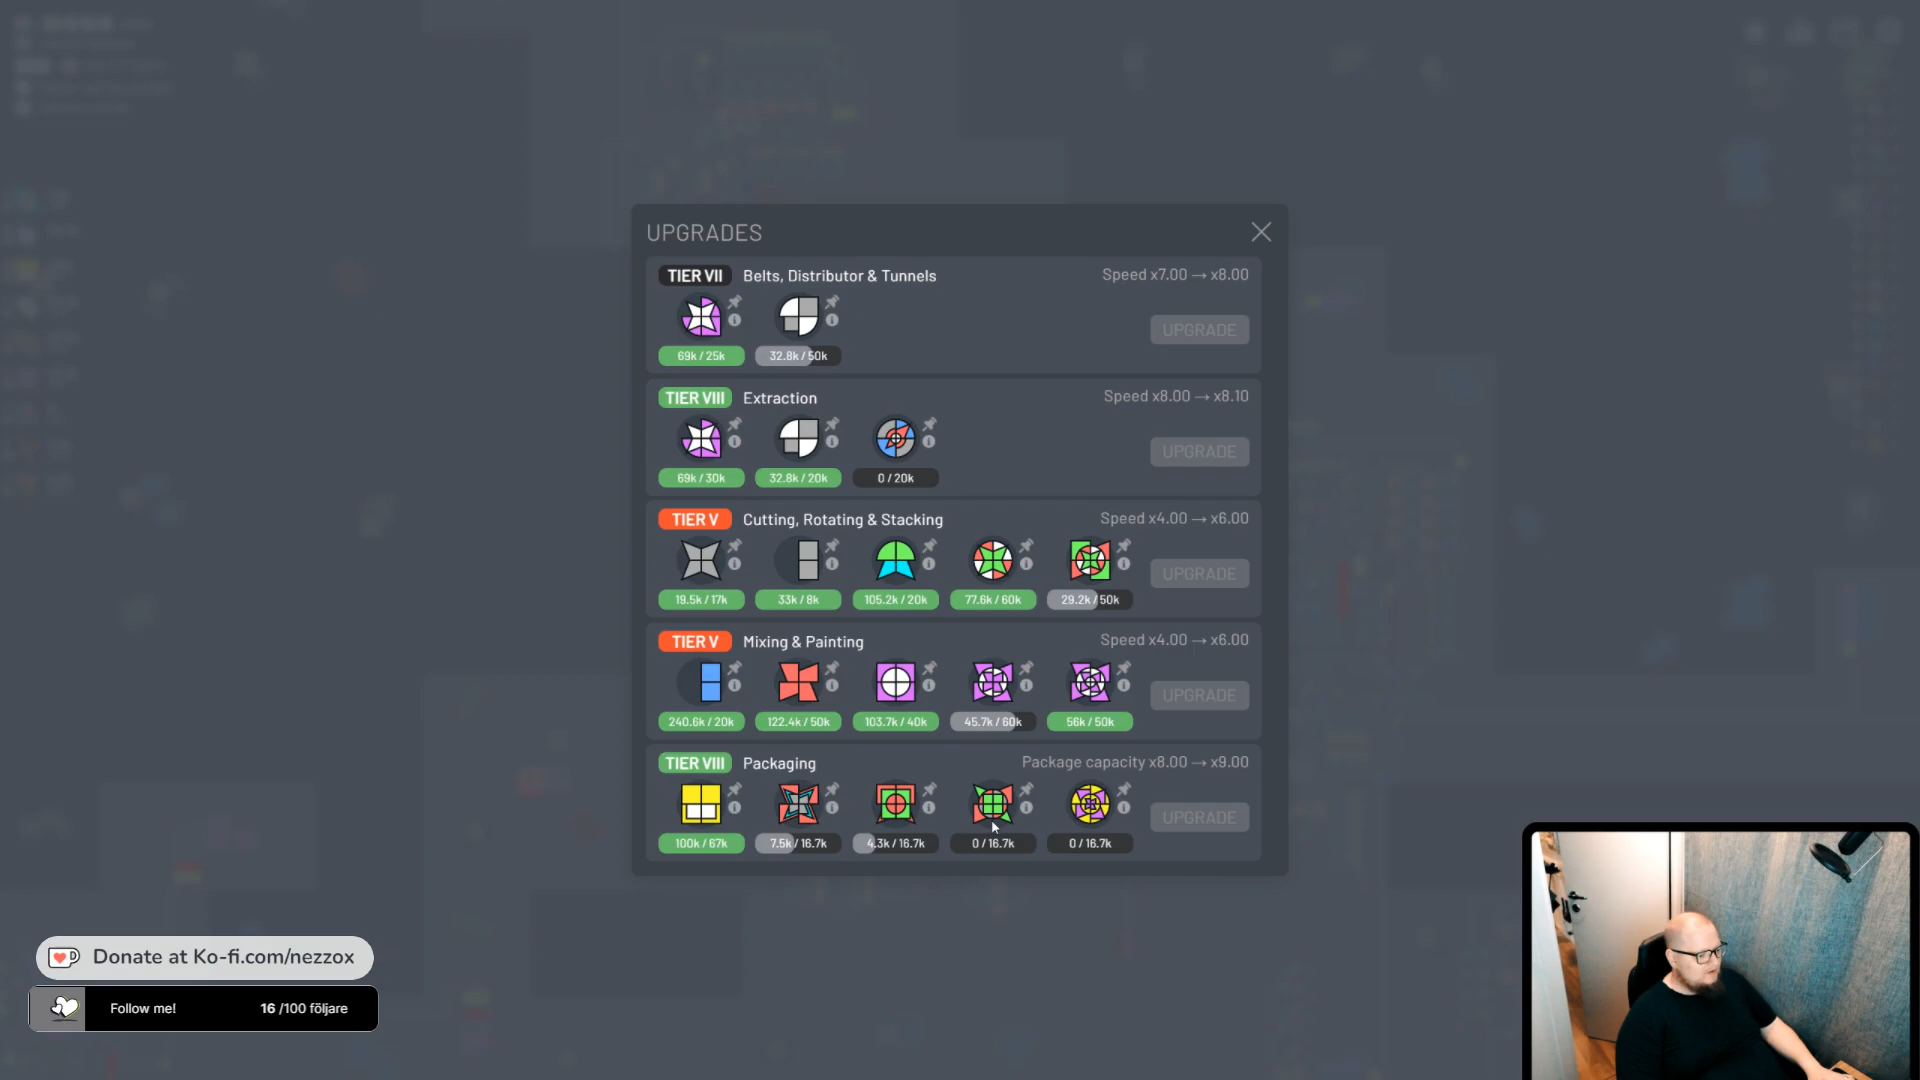 UPGRADES
TIER VII Belts, Distributor & Tunnels Speed x7.00 → x8.00
UPGRADE
69k / 25k 32.8k / 50k
TIER VIII Extraction Speed x8.00 → x8.10
UPGRADE
69k / 30k 32.8k / 20k 0 / 20k
TIER V Cutting, Rotating & Stacking Speed x4.00 → x6.00
UPGRADE
19.5k / 17k 33k / 8k 105.2k / 20k 77.6k / 60k 29.2k / 50k
TIER V Mixing & Painting Speed x4.00 → x6.00
UPGRADE
240.6k / 20k 122.4k / 50k 103.7k / 40k 45.7k / 60k 56k / 50k
TIER VIII Packaging Package capacity x8.00 → x9.00
UPGRADE
100k / 67k 7.5k / 16.7k 4.3k / 16.7k 0 / 16.7k 0 / 16.7k
Donate at Ko-fi.com/nezzox
Follow me! 16 /100 följare